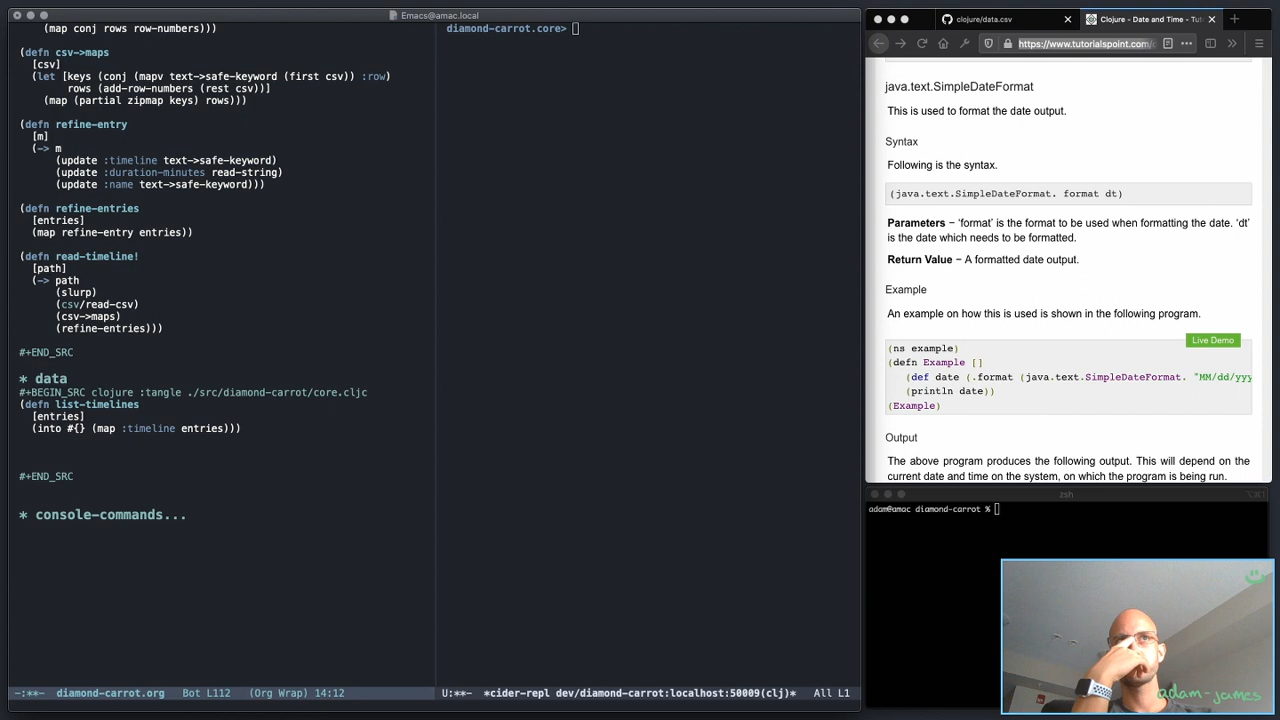 Emacs@amac.local
(map conj rows row-numbers)))
(defn csv->maps
[csv]
(let [keys (conj (mapv text->safe-keyword (first csv)) :row)
rows (add-row-numbers (rest csv))]
(map (partial zipmap keys) rows)))
(defn refine-entry
[m]
(-> m
(update :timeline text->safe-keyword)
(update :duration-minutes read-string)
(update :name text->safe-keyword)))
(defn refine-entries
[entries]
(map refine-entry entries))
(defn read-timeline!
[path]
(-> path
(slurp)
(csv/read-csv)
(csv->maps)
(refine-entries)))
#+END_SRC
* data
#+BEGIN_SRC clojure :tangle ./src/diamond-carrot/core.cljc
(defn list-timelines
[entries]
(into #{} (map :timeline entries)))
#+END_SRC
* console-commands...
-:**- diamond-carrot.org Bot L112 (Org Wrap) 14:12
diamond-carrot.core>
U:**- *cider-repl dev/diamond-carrot:localhost:50009(clj)* All L1
clojure/data.csv
Clojure - Date and Time -
https://www.tutorialspoint.com/
java.text.SimpleDateFormat
This is used to format the date output.
Syntax
Following is the syntax.
(java.text.SimpleDateFormat. format dt)
Parameters − ‘format’ is the format to be used when formatting the date. ‘dt’
is the date which needs to be formatted.
Return Value − A formatted date output.
Example
An example on how this is used is shown in the following program.
Live Demo
(ns example)
(defn Example []
(def date (.format (java.text.SimpleDateFormat. "MM/dd/yyy
(println date))
(Example)
Output
The above program produces the following output. This will depend on the
current date and time on the system, on which the program is being run.
zsh
adam@amac diamond-carrot %
adam-james